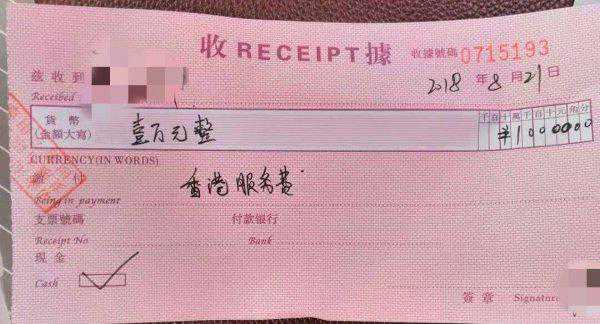 收 RECEIPT 據
收據號碼 0715193
茲收到
Receibed
2018 年 8 月 21 日
貨幣
(金額大寫)
壹万元整
千百十萬千百十元角分
¥1000000
CURRENCY(IN WORDS)
付 香港服务费
Being in payment
支票號碼 付款銀行
Receipt No Bank
現金
Cash
簽章 Signature